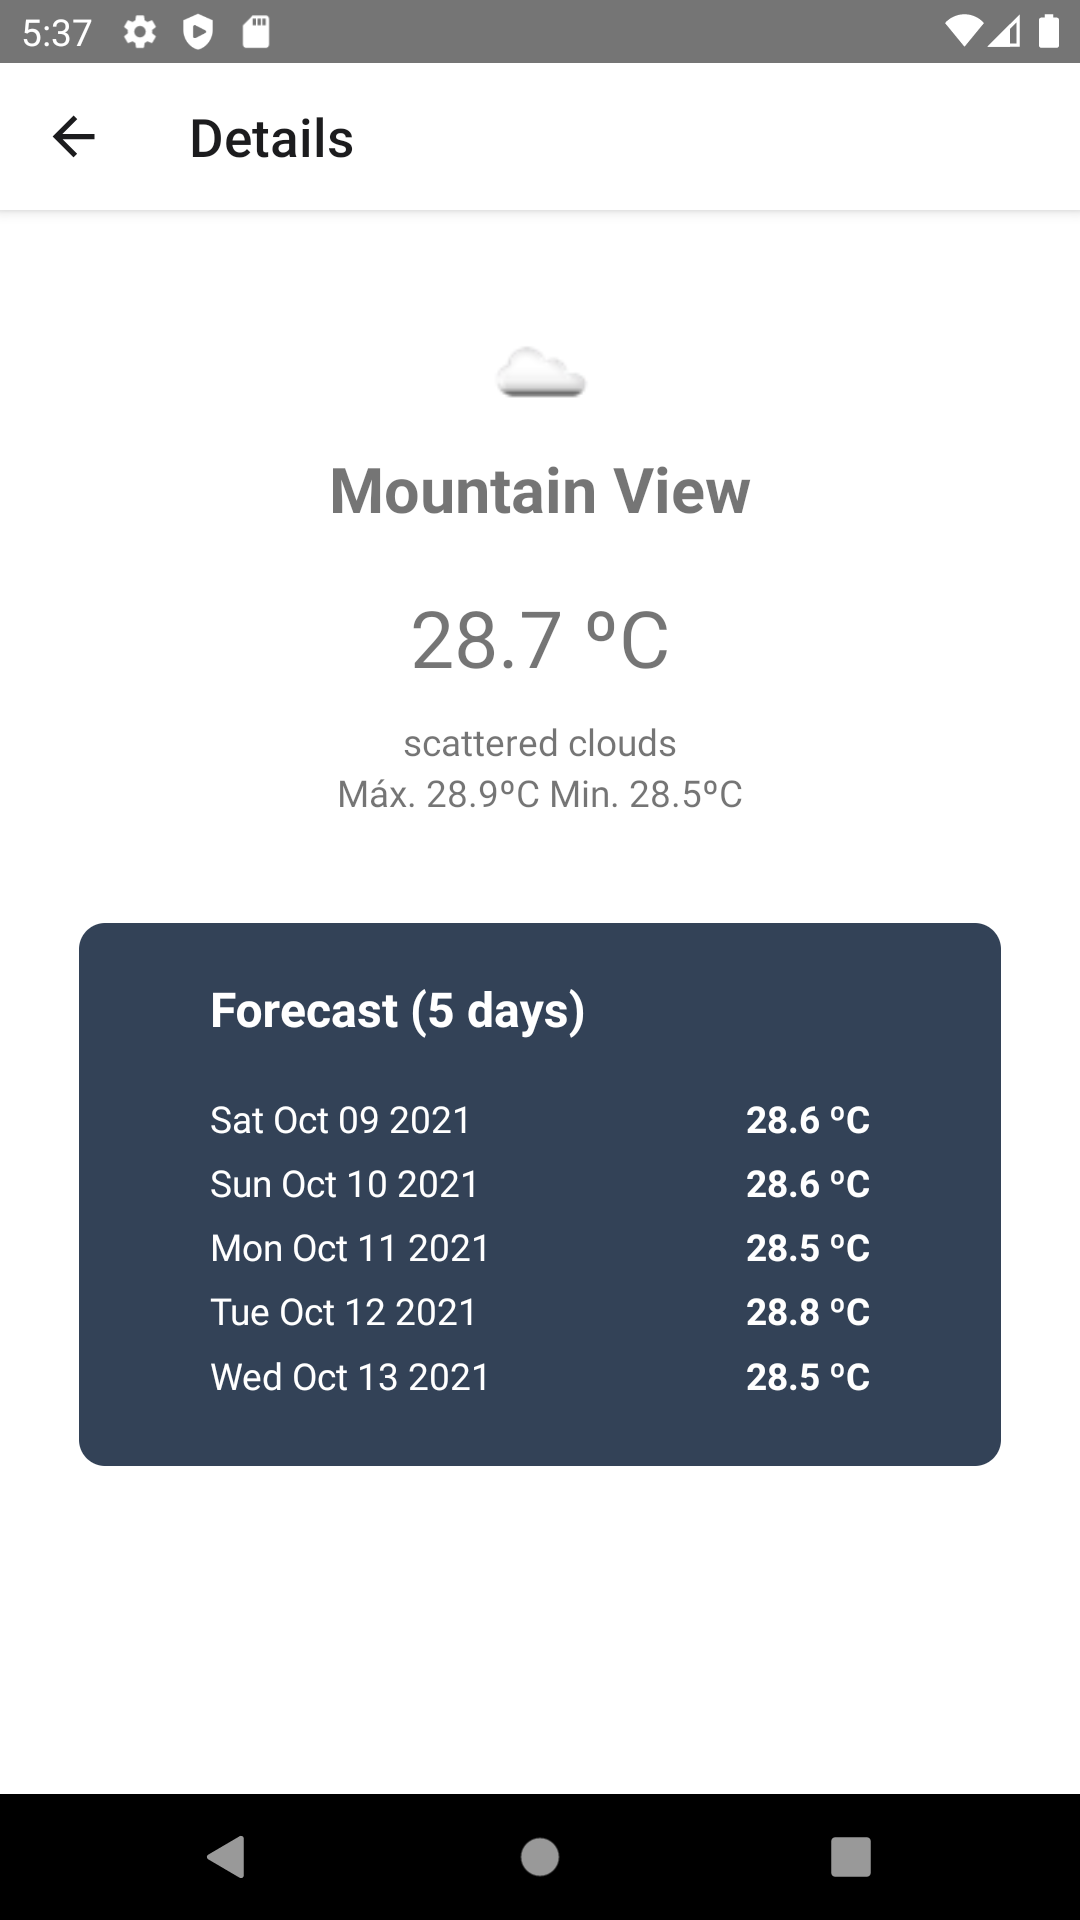 5:37
Details
Mountain View
28.7 ºC
scattered clouds
Máx. 28.9ºC Min. 28.5ºC
Forecast (5 days)
Sat Oct 09 2021 28.6 ºC
Sun Oct 10 2021 28.6 ºC
Mon Oct 11 2021 28.5 ºC
Tue Oct 12 2021 28.8 ºC
Wed Oct 13 2021 28.5 ºC